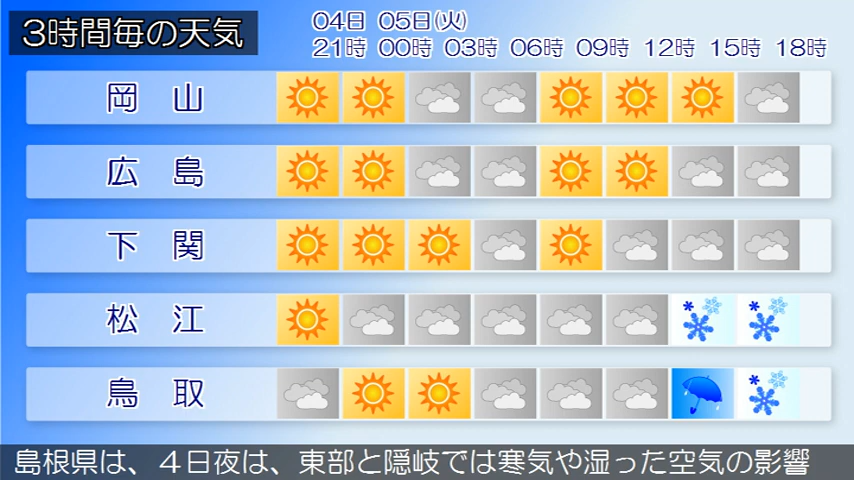 3時間毎の天気
04日 05日(火)
21時 00時 03時 06時 09時 12時 15時 18時
岡 山
広 島
下 関
松 江
鳥 取
島根県は、４日夜は、東部と隠岐では寒気や湿った空気の影響